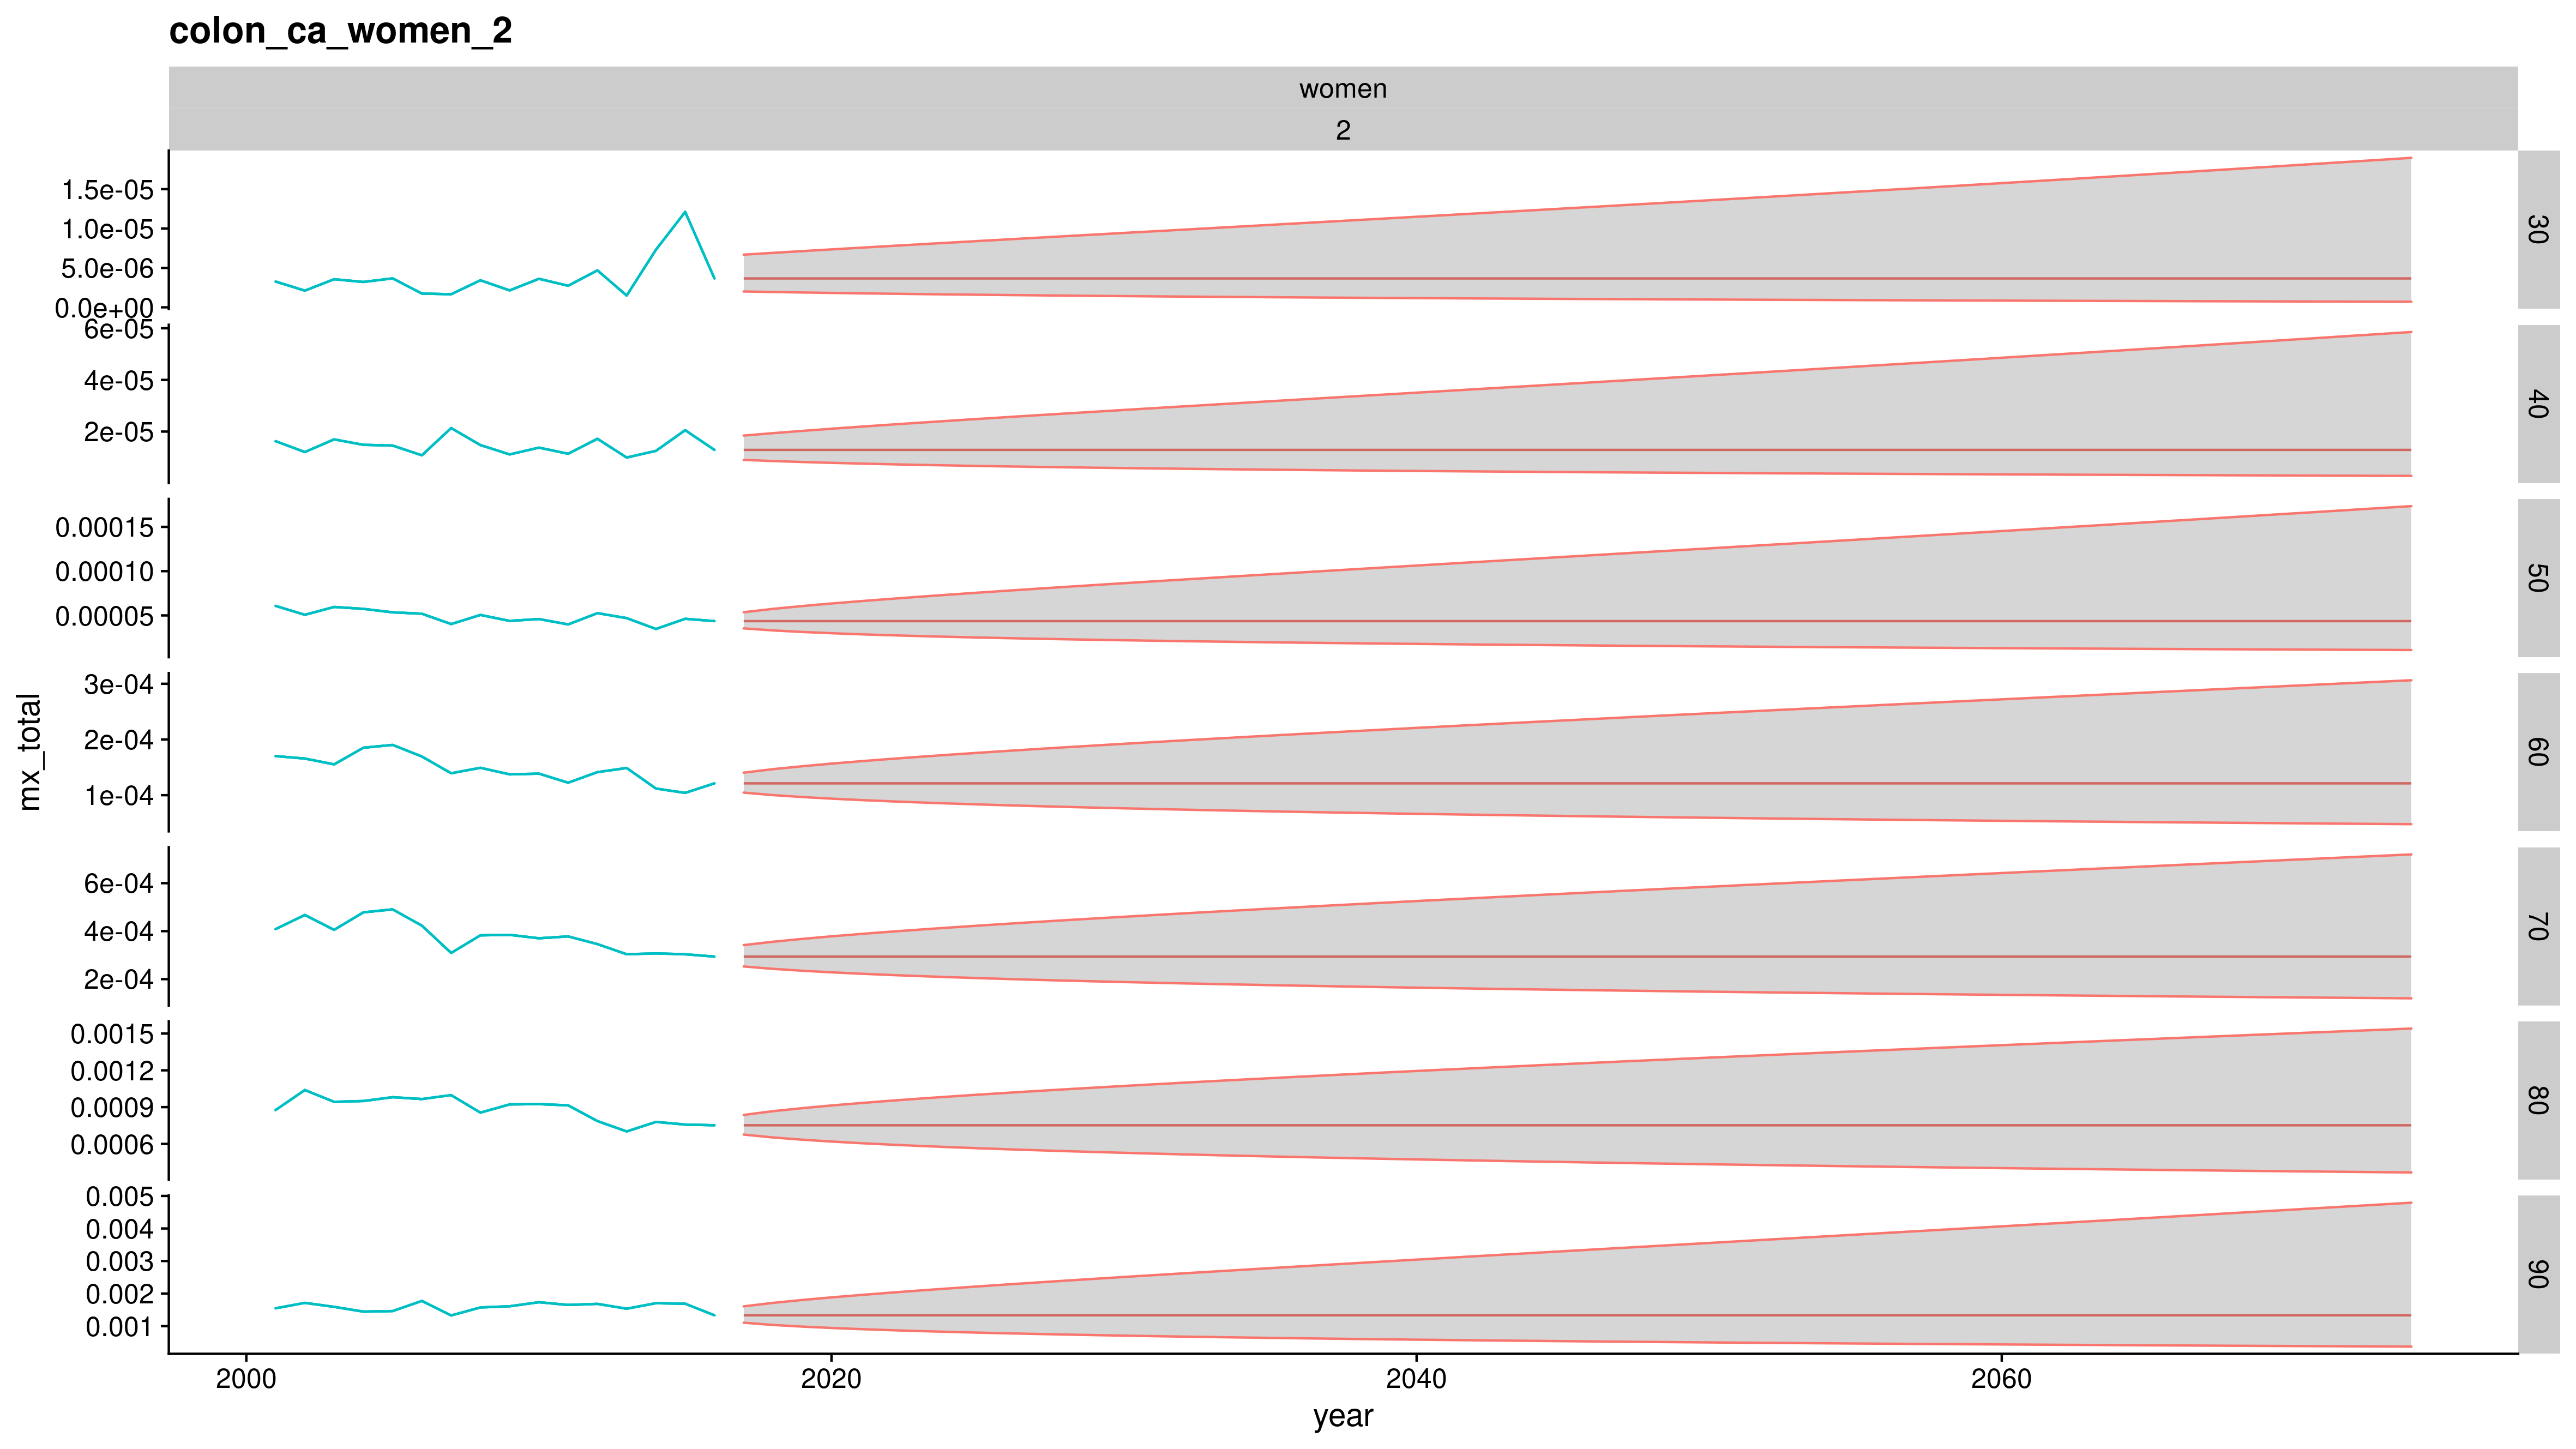 colon_ca_women_2
women
2
1.5e-05
1.0e-05
5.0e-06
0.0e+00
30
6e-05
4e-05
2e-05
40
0.00015
0.00010
0.00005
50
3e-04
2e-04
1e-04
60
6e-04
4e-04
2e-04
70
0.0015
0.0012
0.0009
0.0006
80
0.005
0.004
0.003
0.002
0.001
90
mx_total
2000 2020 2040 2060
year